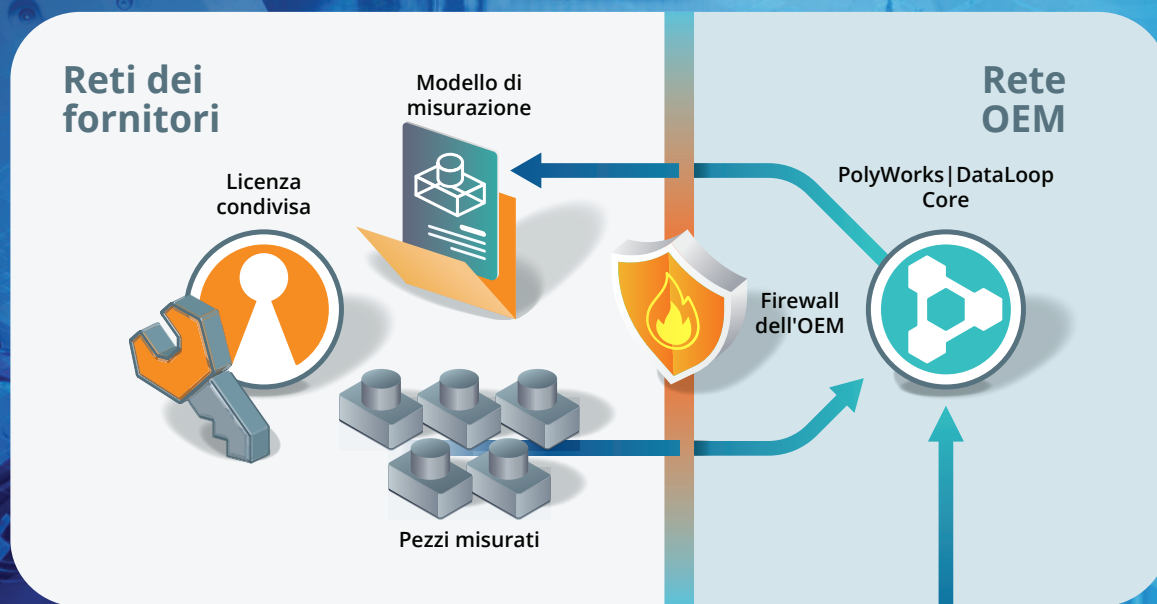 Reti dei
fornitori
Modello di
misurazione
Licenza
condivisa
Pezzi misurati
Rete
OEM
PolyWorks|DataLoop
Core
Firewall
dell'OEM